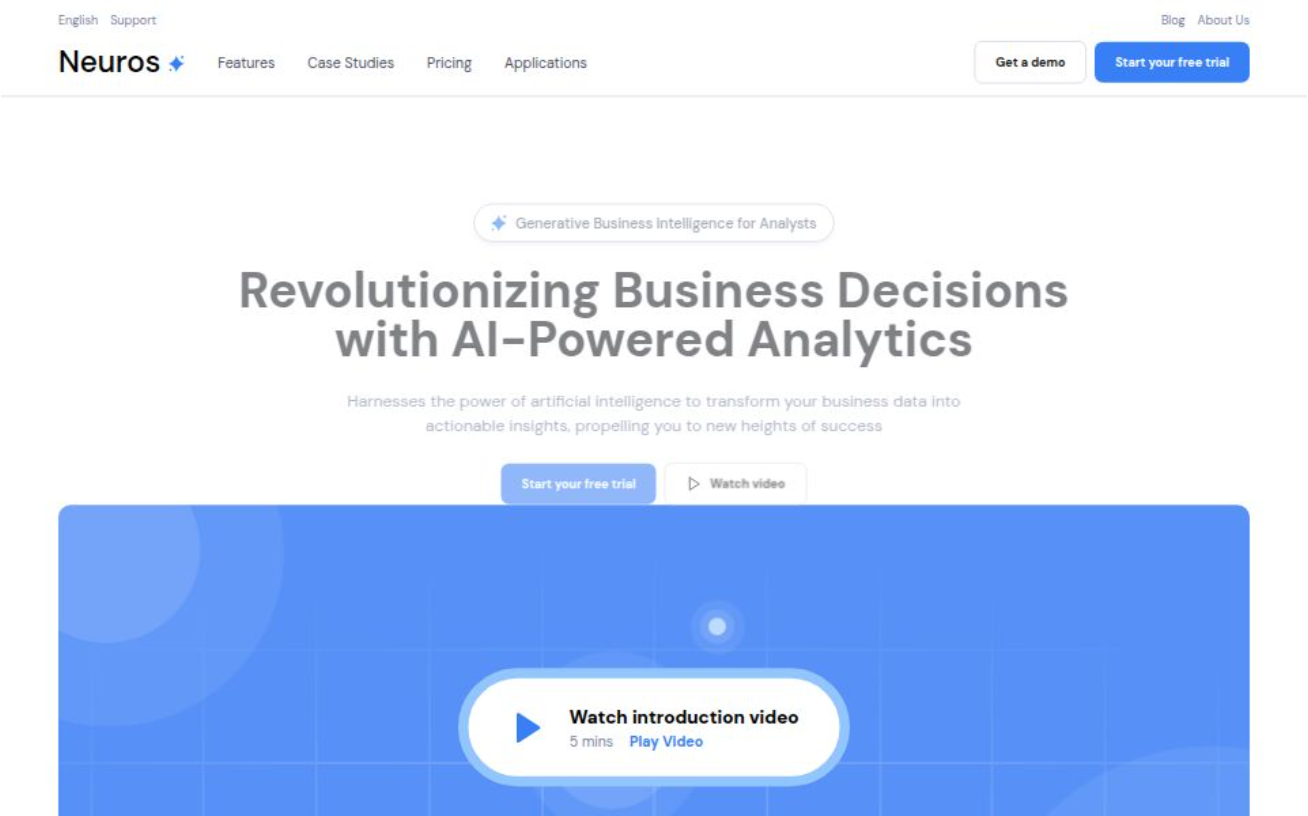 English Support
Blog About Us
Neuros
Features Case Studies Pricing Applications
Get a demo
Start your free trial
Generative Business Intelligence for Analysts
Revolutionizing Business Decisions
with AI-Powered Analytics
Harnesses the power of artificial intelligence to transform your business data into
actionable insights, propelling you to new heights of success
Start your free trial
Watch video
Watch introduction video
5 mins Play Video